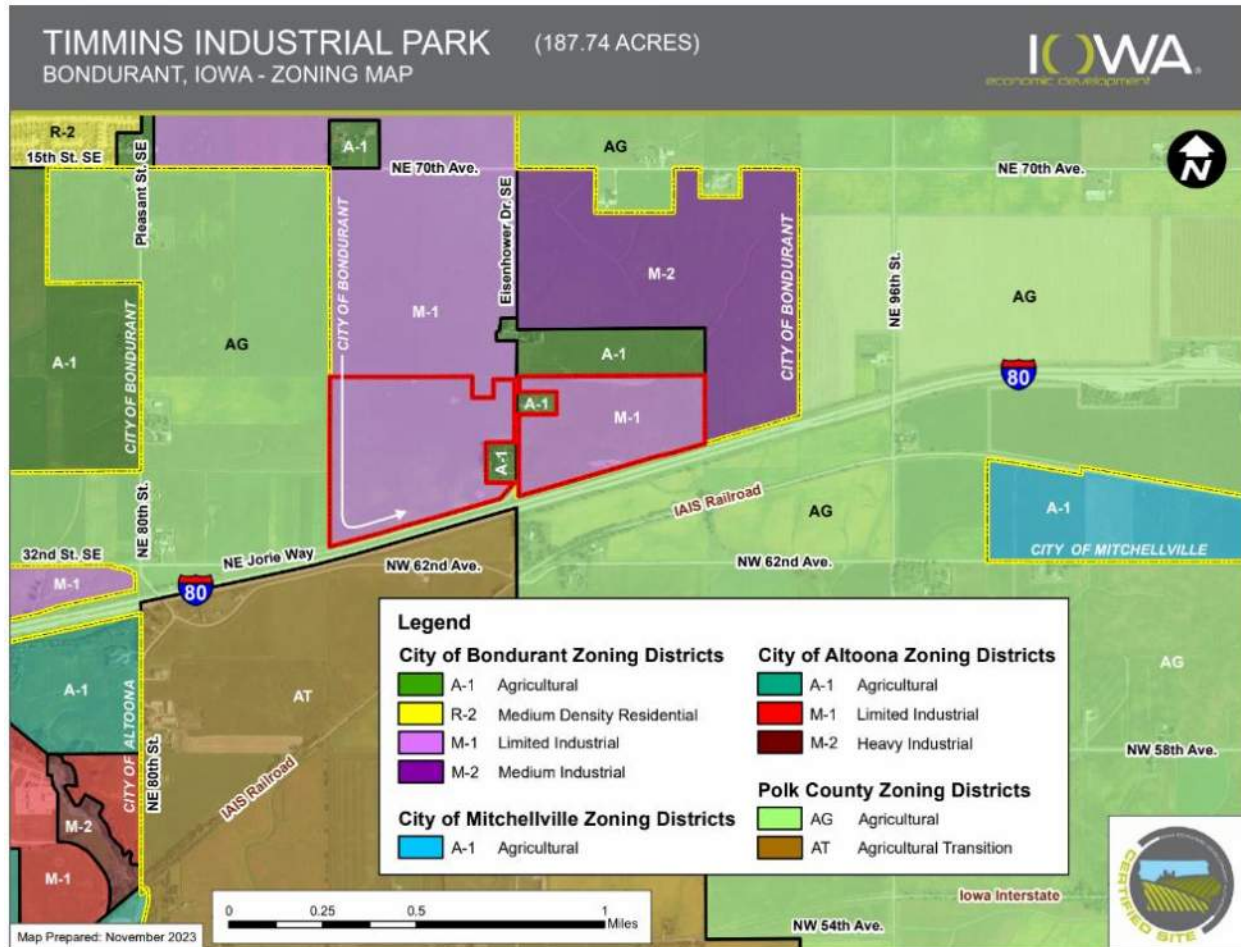 TIMMINS INDUSTRIAL PARK (187.74 ACRES)
BONDURANT, IOWA - ZONING MAP
IOWA®
economic development
R-2
15th St. SE
Pleasant St. SE
A-1
NE 70th Ave.
Eisenhower Dr. SE
AG
NE 70th Ave.
N
CITY OF BONDURANT
M-2
CITY OF BONDURANT
NE 96th St.
AG
M-1
A-1
CITY OF BONDURANT
AG
A-1
80
A-1
M-1
A-1
IAIS Railroad
AG
A-1
CITY OF MITCHELLVILLE
NE 80th St.
32nd St. SE
NE Jorie Way
NW 62nd Ave.
NW 62nd Ave.
M-1
80
A-1
CITY OF ALTOONA
NE 80th St.
AT
IAIS Railroad
M-2
M-1
AG
NW 58th Ave.
Legend
City of Bondurant Zoning Districts
A-1 Agricultural
R-2 Medium Density Residential
M-1 Limited Industrial
M-2 Medium Industrial
City of Mitchellville Zoning Districts
A-1 Agricultural
City of Altoona Zoning Districts
A-1 Agricultural
M-1 Limited Industrial
M-2 Heavy Industrial
Polk County Zoning Districts
AG Agricultural
AT Agricultural Transition
0 0.25 0.5 1
Miles
Iowa Interstate
NW 54th Ave.
CERTIFIED SITE
Map Prepared: November 2023